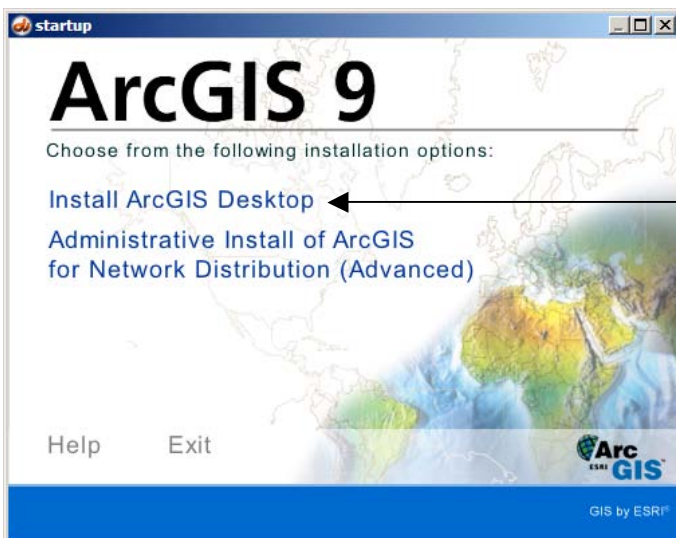 startup
ArcGIS 9
Choose from the following installation options:
Install ArcGIS Desktop
Administrative Install of ArcGIS
for Network Distribution (Advanced)
Help Exit
Arc
ESRI GIS™
GIS by ESRI®